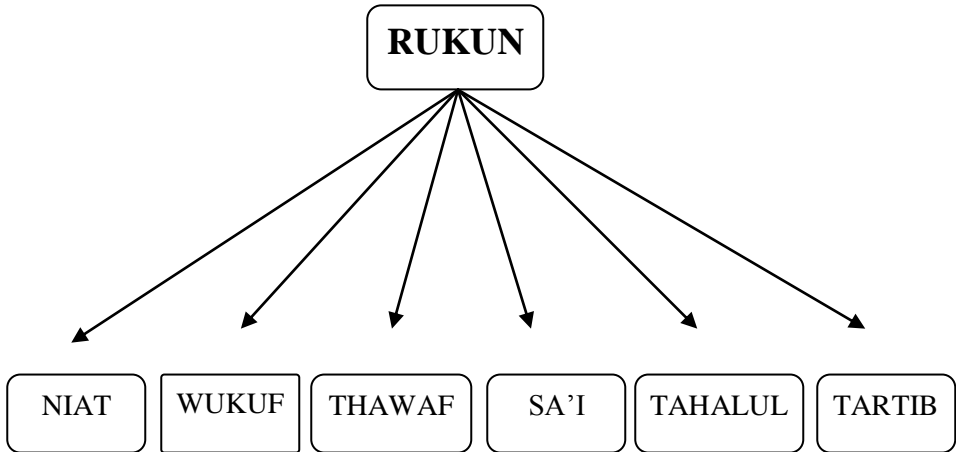 RUKUN
NIAT
WUKUF
THAWAF
SA’I
TAHALUL
TARTIB